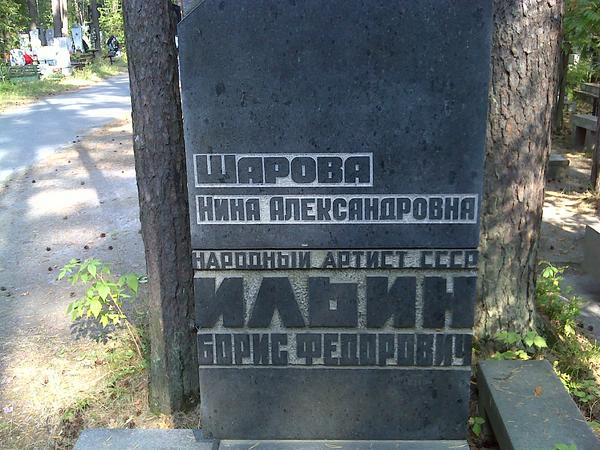 ШАРОВА
НИНА АЛЕКСАНДРОВНА
НАРОДНЫЙ АРТИСТ СССР
ИЛЬИН
БОРИС ФЕДОРОВИЧ